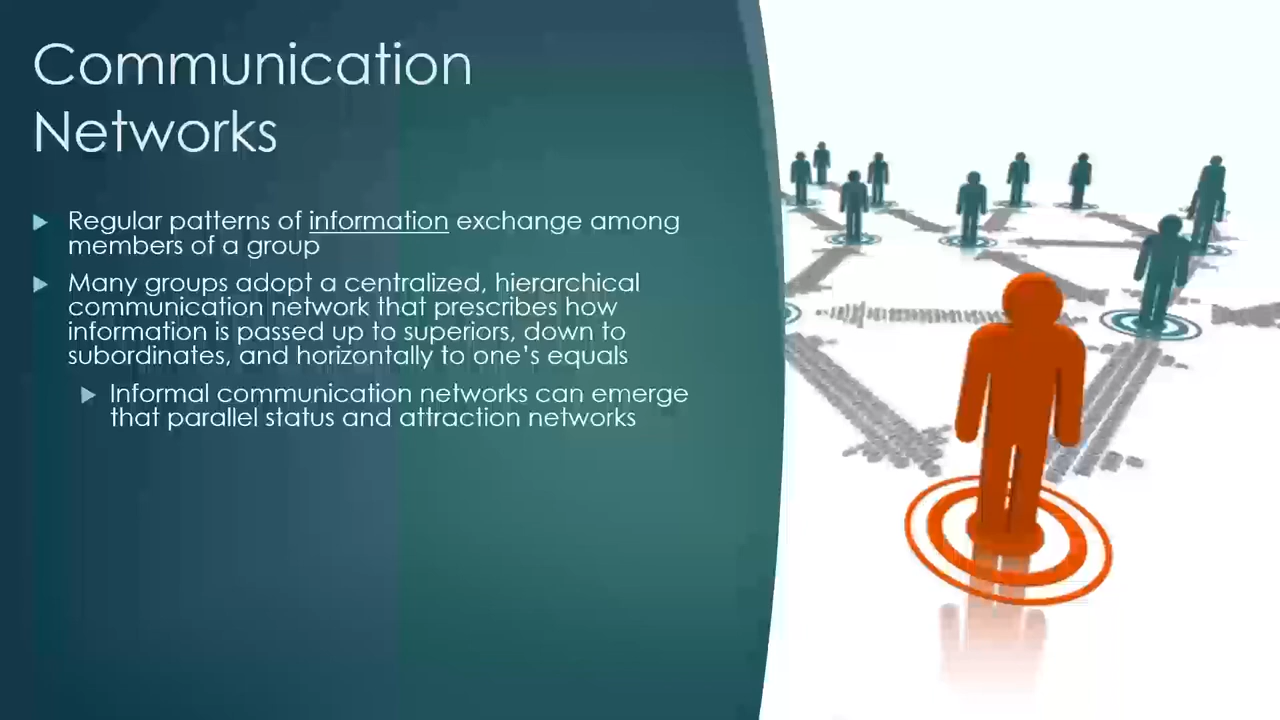 Communication
Networks
Regular patterns of information exchange among
members of a group
Many groups adopt a centralized, hierarchical
communication network that prescribes how
information is passed up to superiors, down to
subordinates, and horizontally to one's equals
Informal communication networks can emerge
that parallel status and attraction networks